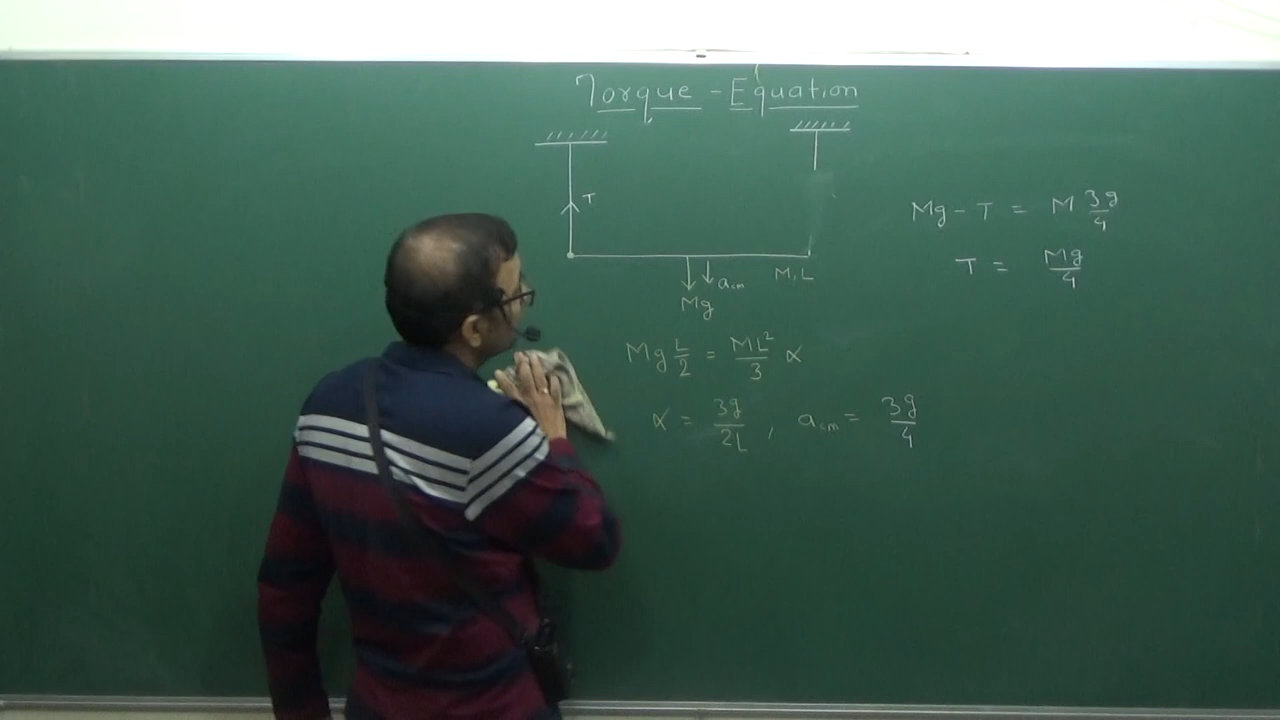 Torque - Equation
T
Mg - T = M 3g/4
T = Mg/4
a_cm
M, L
Mg
Mg L/2 = ML²/3 α
α = 3g/2L , a_cm = 3g/4